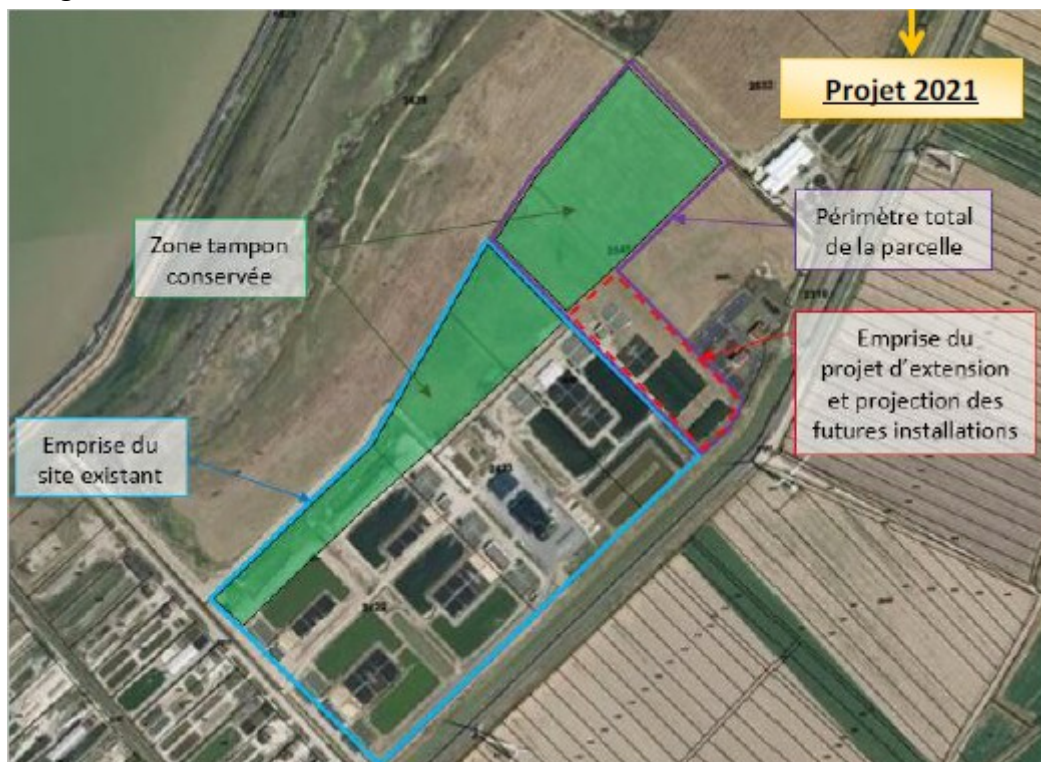 Projet 2021
Zone tampon
conservée
Périmètre total
de la parcelle
Emprise du
projet d'extension
et projection des
futures installations
Emprise du
site existant